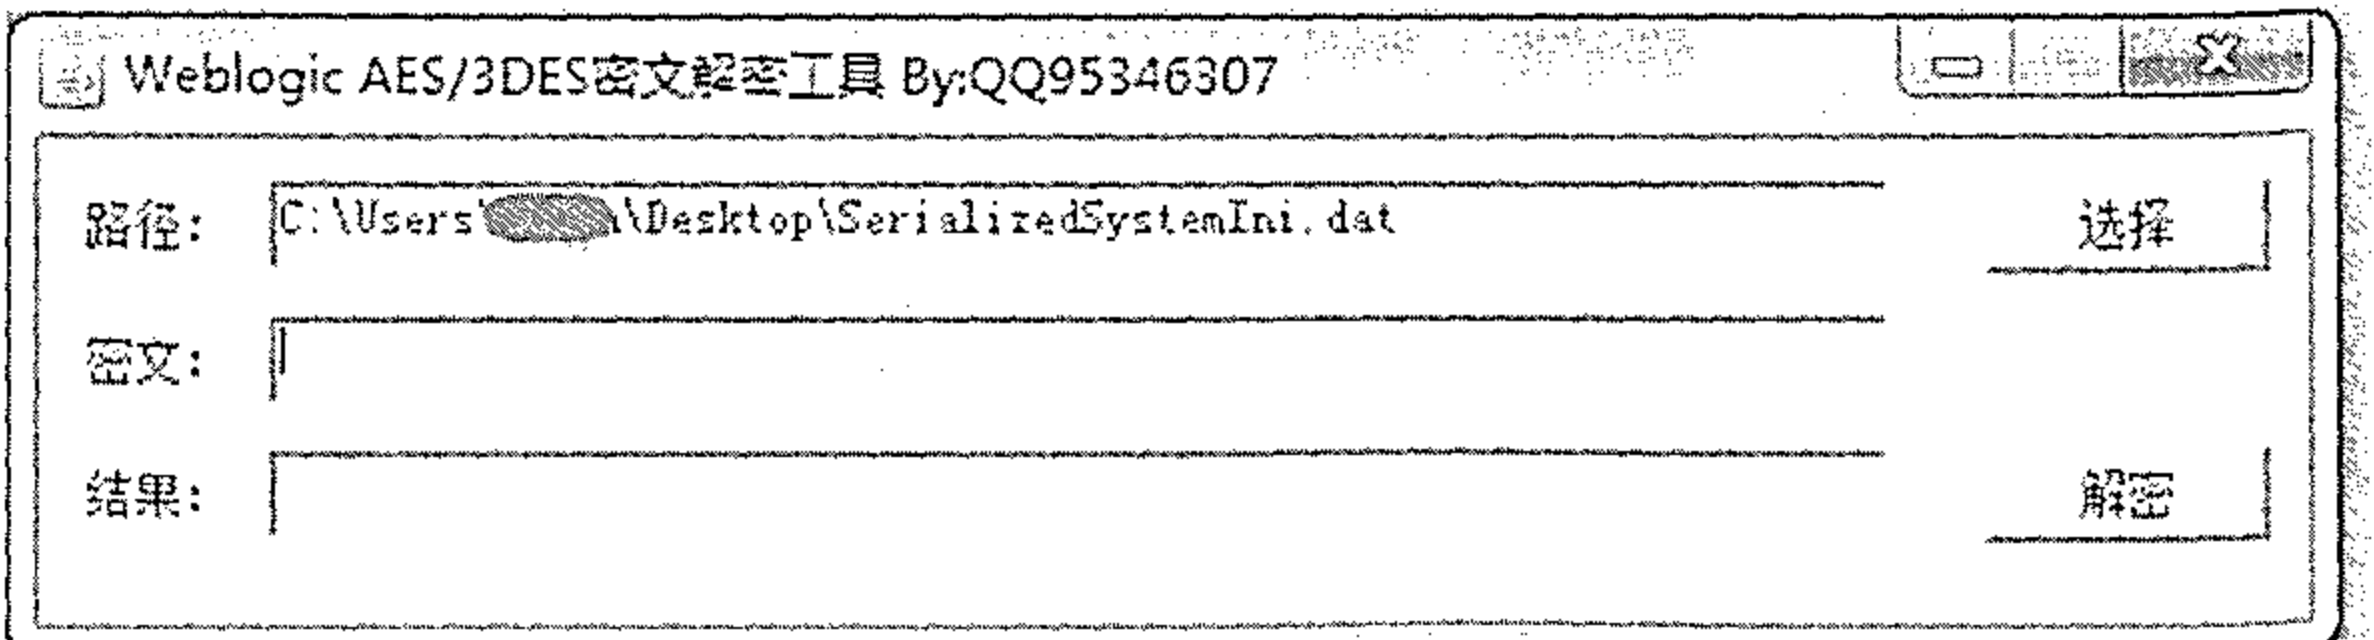 Weblogic AES/3DES密文解密工具 By:QQ95346307
路径: C:\Users\ \Desktop\SerializedSystemIni.dat 选择
密文:
结果: 解密